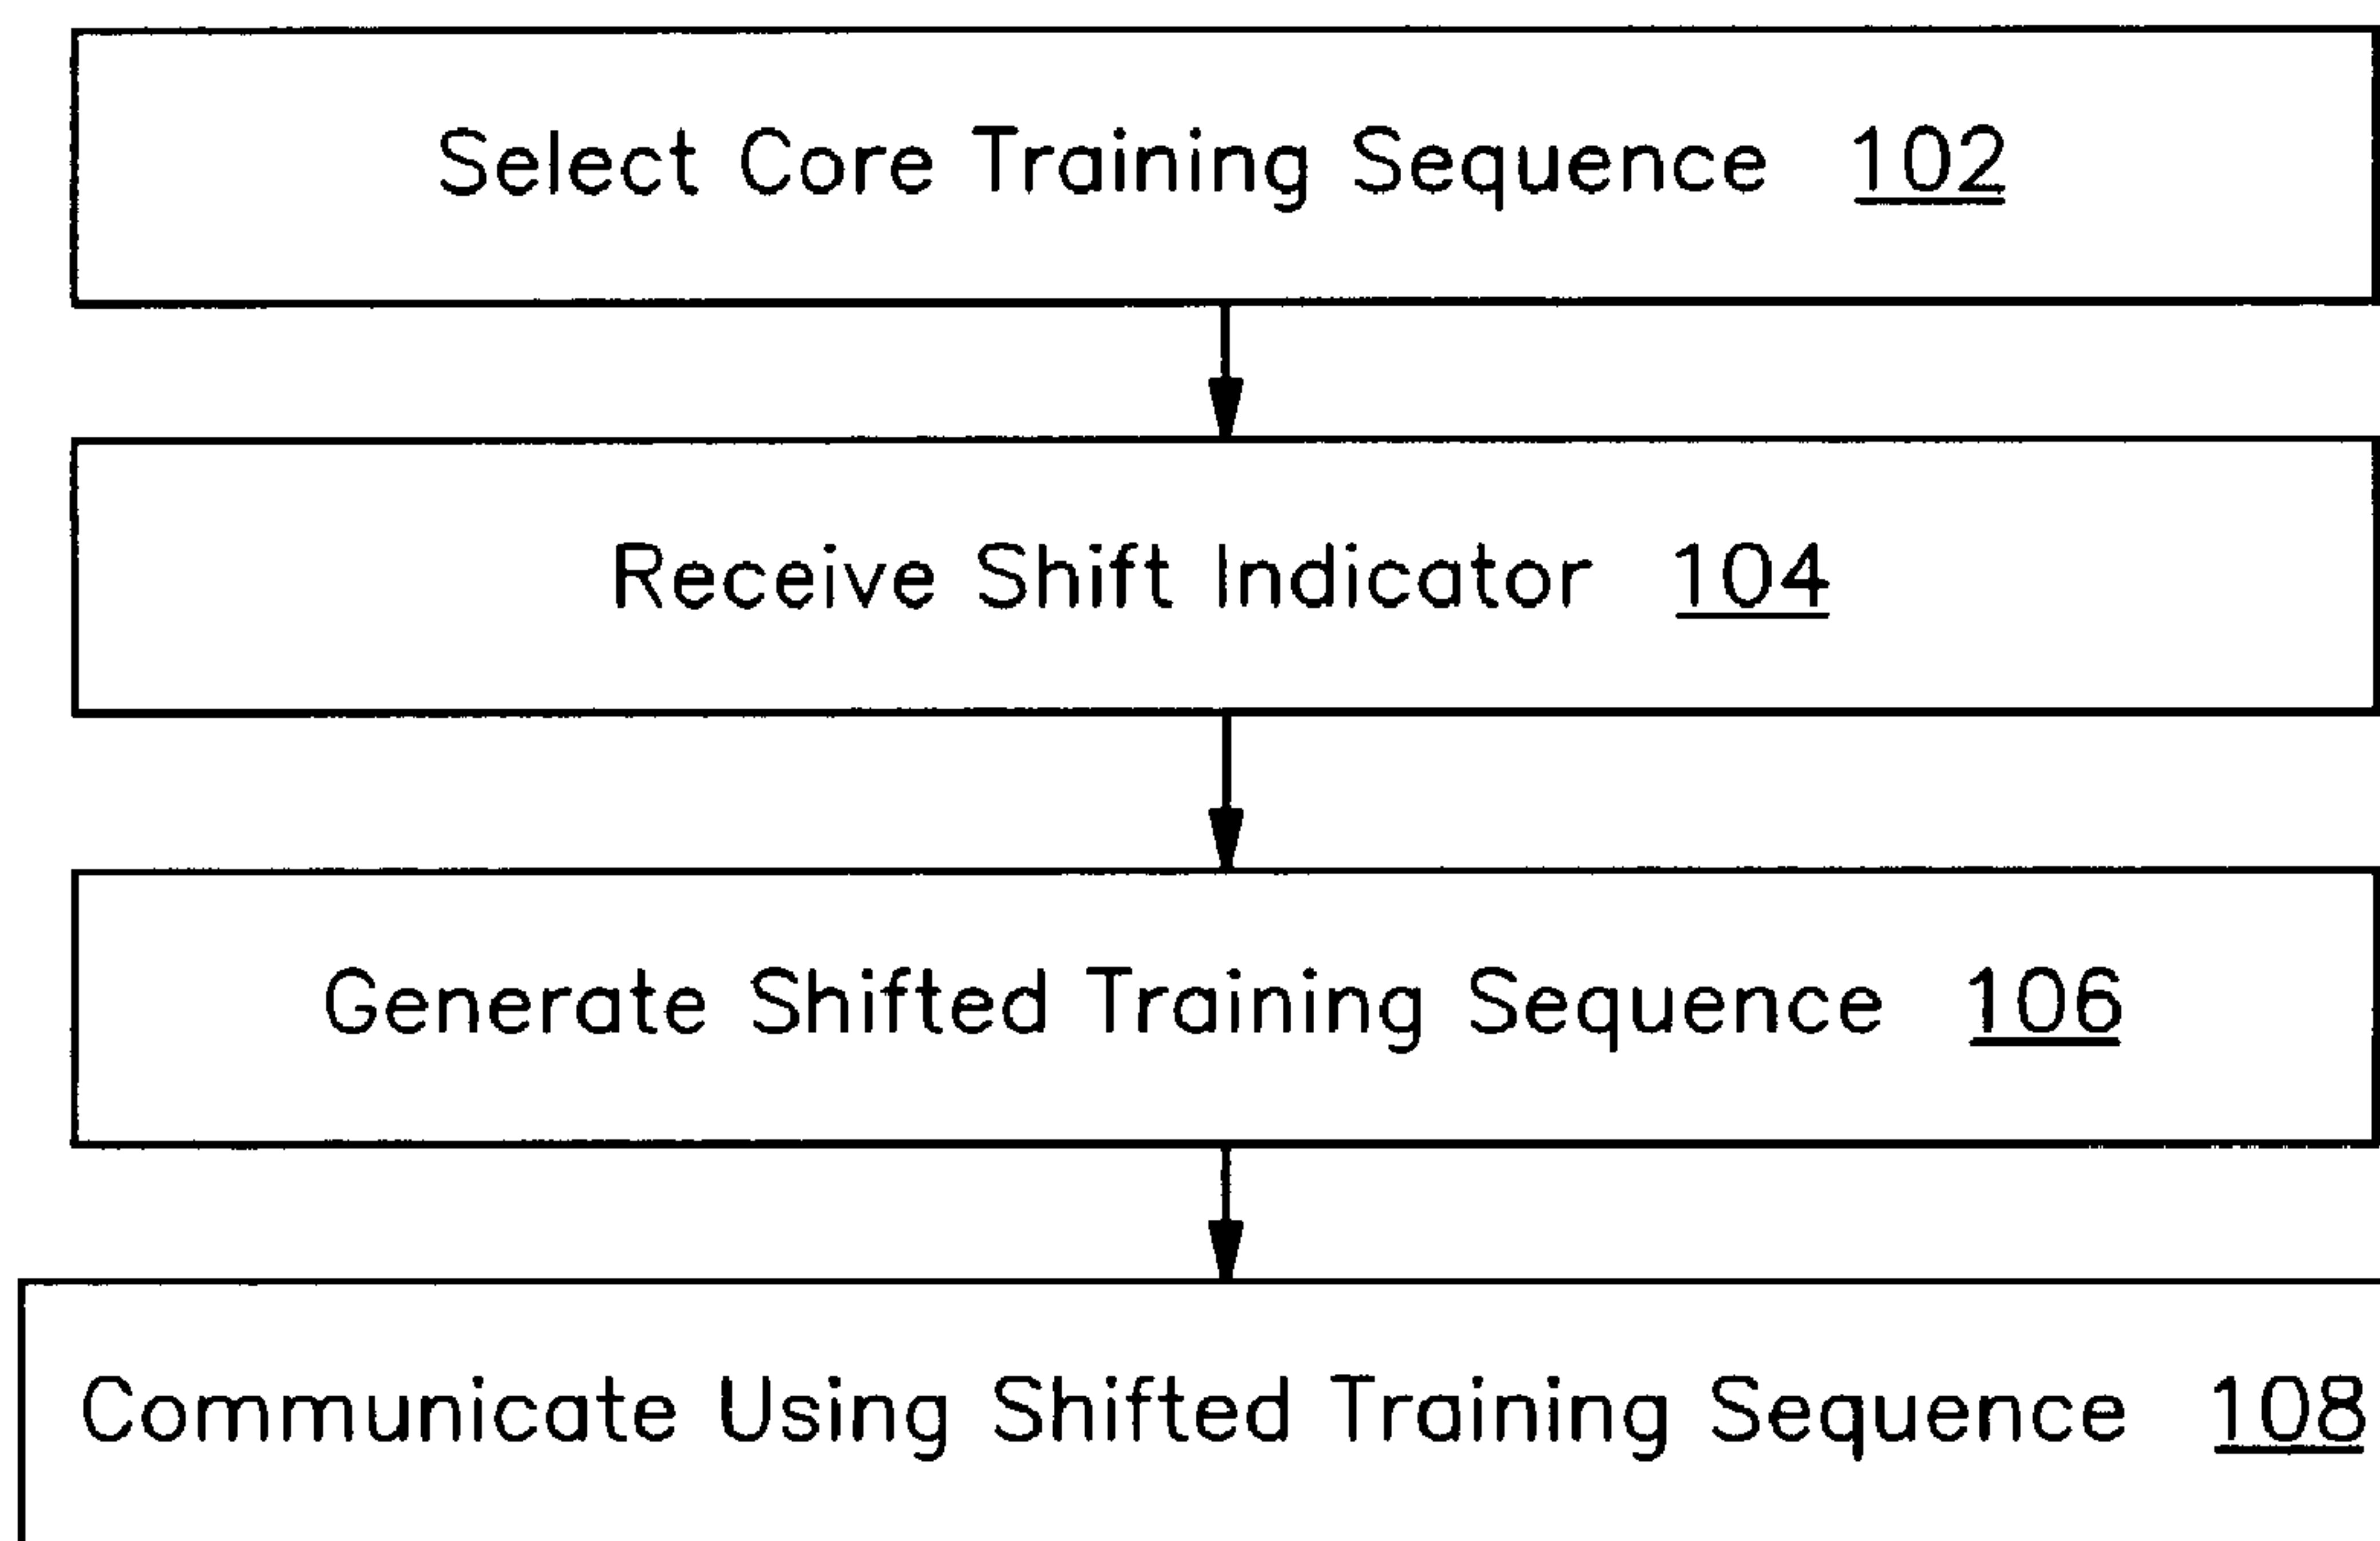 Select Core Training Sequence 102
Receive Shift Indicator 104
Generate Shifted Training Sequence 106
Communicate Using Shifted Training Sequence 108